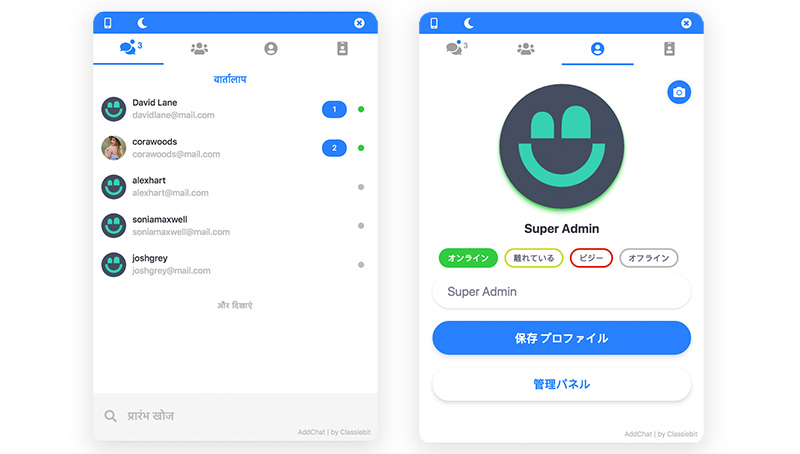 3
वार्तालाप
David Lane
davidlane@mail.com
1
corawoods
corawoods@mail.com
2
alexhart
alexhart@mail.com
soniamaxwell
soniamaxwell@mail.com
joshgrey
joshgrey@mail.com
और दिखाएं
प्रारंभ खोज
AddChat | by Classiebit
3
Super Admin
オンライン 離れている ビジー オフライン
Super Admin
保存 プロファイル
管理パネル
AddChat | by Classiebit